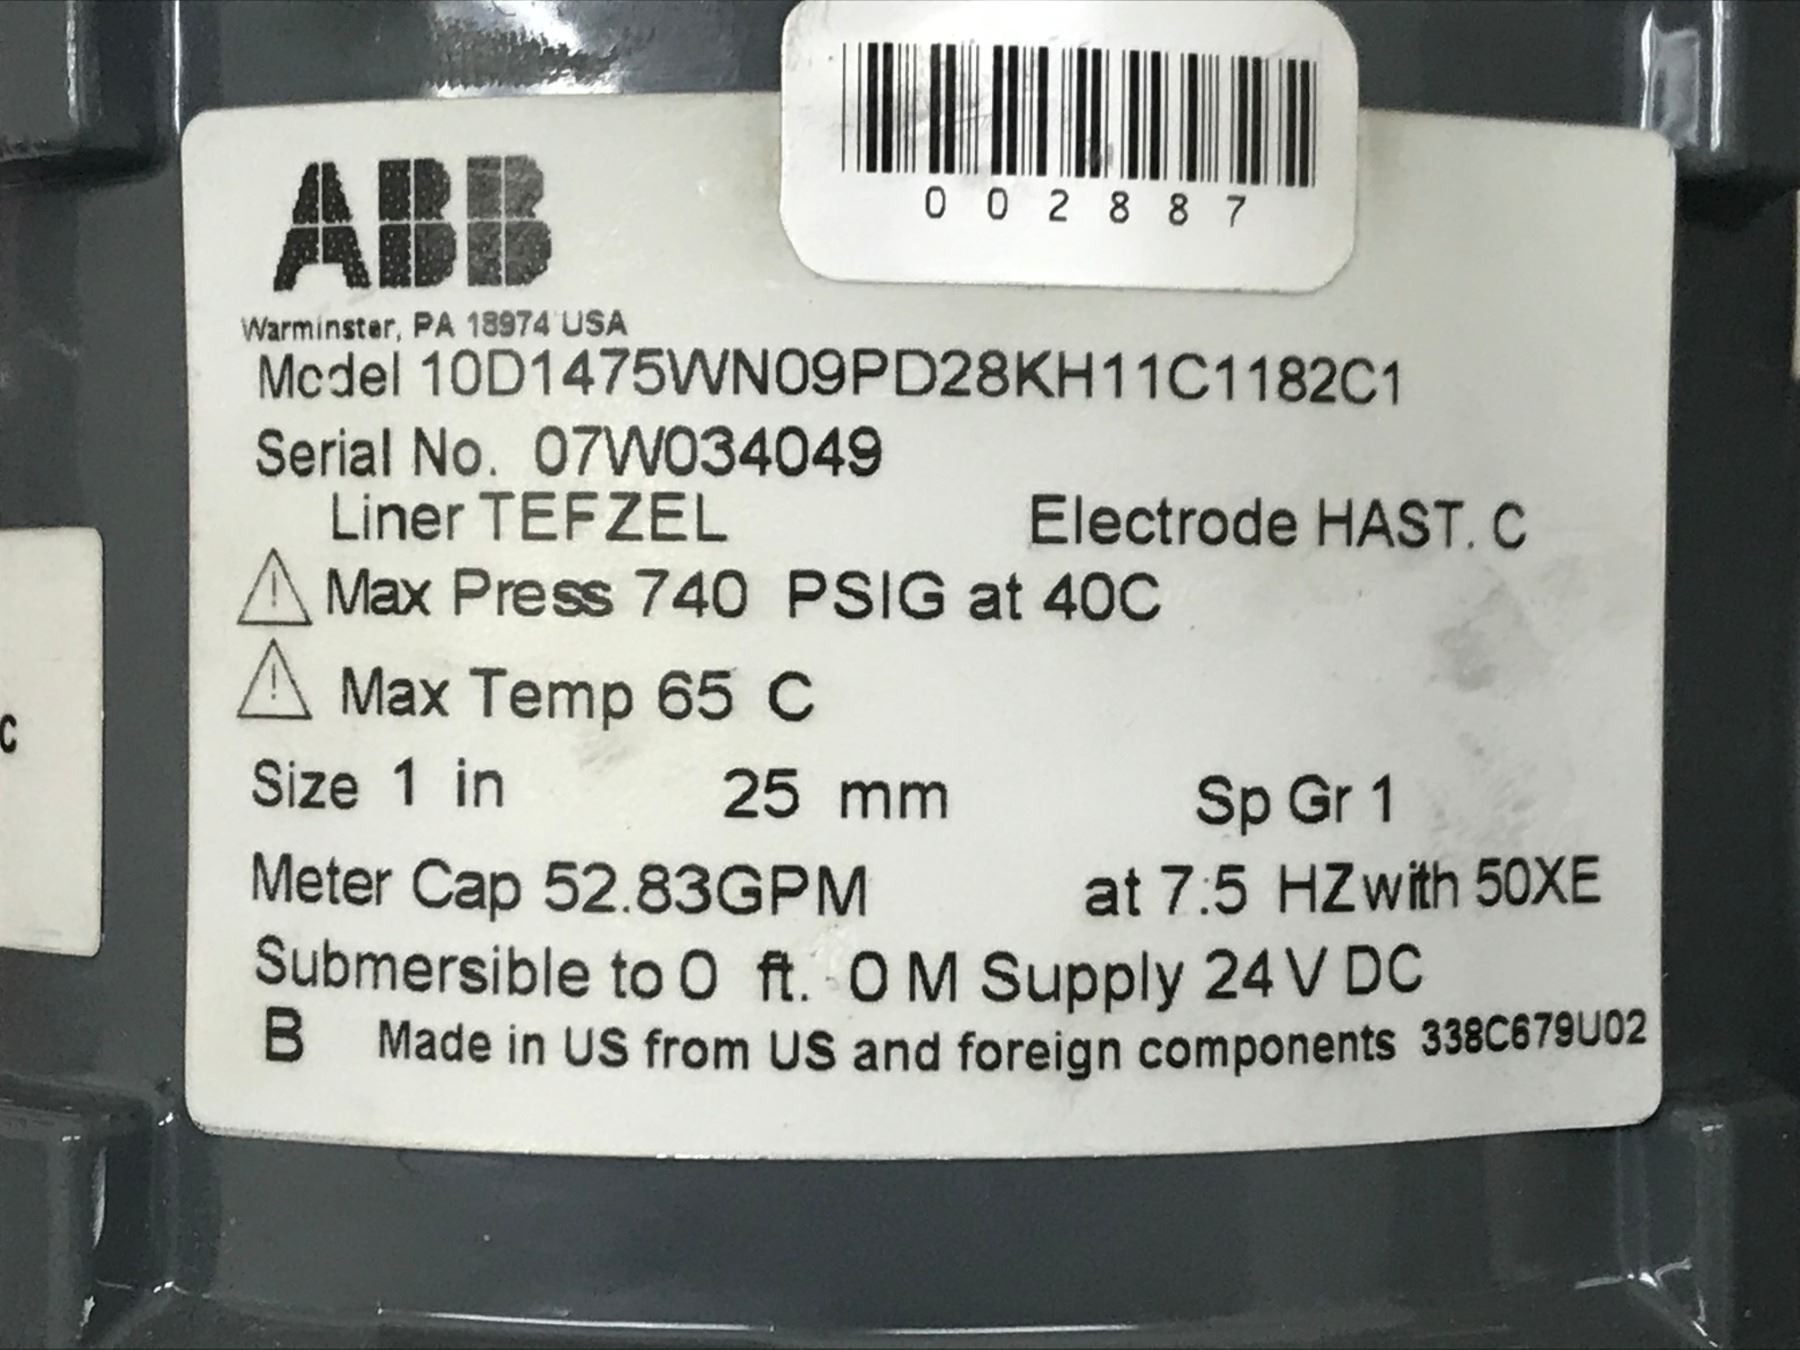 002887
ABB
Warminster, PA 18974 USA
Model 10D1475WN09PD28KH11C1182C1
Serial No. 07W034049
Liner TEFZEL Electrode HAST. C
Max Press 740 PSIG at 40C
Max Temp 65 C
Size 1 in 25 mm Sp Gr 1
Meter Cap 52.83GPM at 7.5 HZ with 50XE
Submersible to 0 ft. 0 M Supply 24 V DC
B Made in US from US and foreign components 338C679U02
C